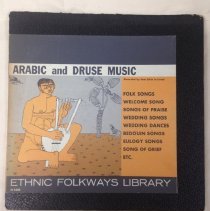 ARABIC and DRUSE MUSIC
FOLK SONGS
WELCOME SONG
SONGS OF PRAISE
WEDDING SONGS
WEDDING DANCES
BEDOUIN SONGS
EULOGY SONGS
SONG OF GRIEF
ETC.
ETHNIC FOLKWAYS LIBRARY